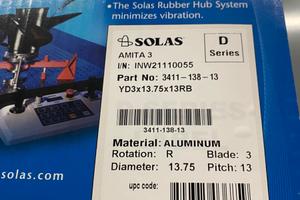 • The Solas Rubber Hub System
minimizes vibration.
SOLAS
D
Series
AMITA 3
I/N: INW21110055
Part No: 3411-138-13
YD3x13.75x13RB
3411-138-13
Material: ALUMINUM
Rotation: R Blade: 3
Diameter: 13.75 Pitch: 13
upc code:
solas.com